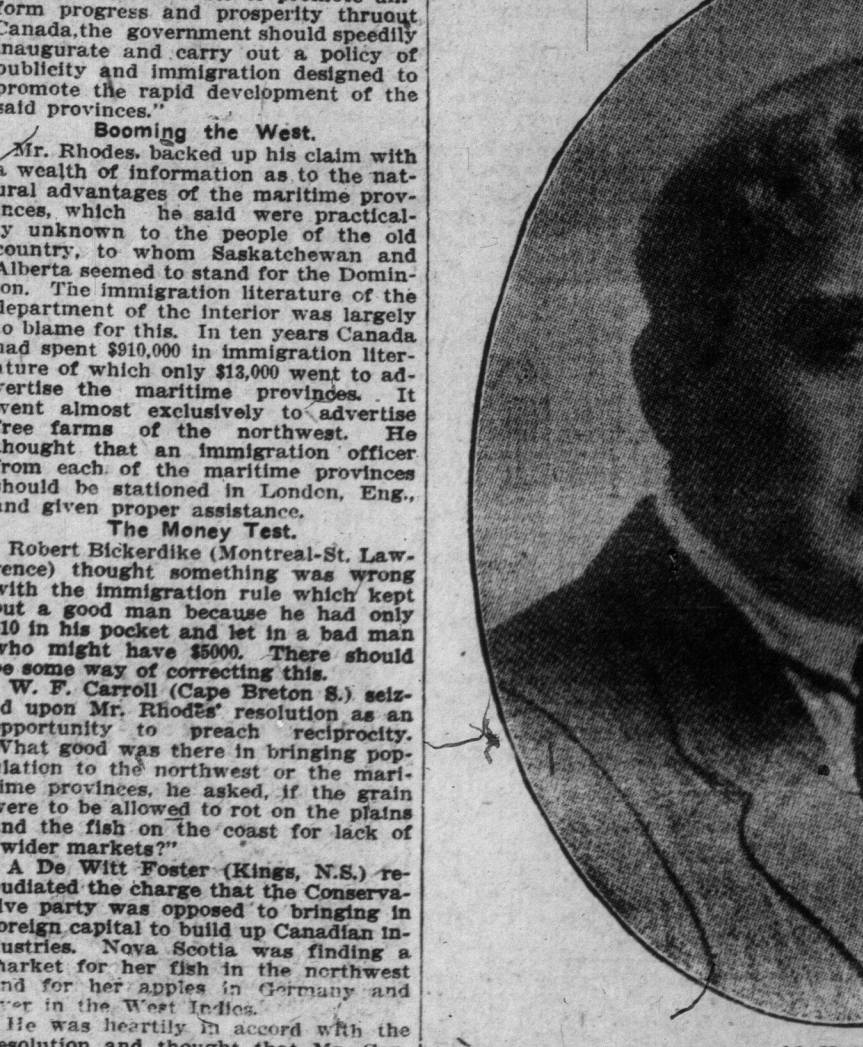 form progress and prosperity thruout
Canada, the government should speedily
inaugurate and carry out a policy of
publicity and immigration designed to
promote the rapid development of the
said provinces."
Booming the West.
Mr. Rhodes. backed up his claim with
a wealth of information as to the nat-
ural advantages of the maritime prov-
inces, which he said were practical-
ly unknown to the people of the old
country, to whom Saskatchewan and
Alberta seemed to stand for the Domin-
ion. The immigration literature of the
department of the interior was largely
to blame for this. In ten years Canada
had spent $910,000 in immigration liter-
ature of which only $13,000 went to ad-
vertise the maritime provinces. It
went almost exclusively to advertise
free farms of the northwest. He
thought that an immigration officer
from each of the maritime provinces
should be stationed in London, Eng.,
and given proper assistance.
The Money Test.
Robert Bickerdike (Montreal-St. Law-
rence) thought something was wrong
with the immigration rule which kept
out a good man because he had only
$10 in his pocket and let in a bad man
who might have $5000. There should
be some way of correcting this.
W. F. Carroll (Cape Breton S.) seiz-
ed upon Mr. Rhodes' resolution as an
opportunity to preach reciprocity.
What good was there in bringing pop-
ulation to the northwest or the mari-
time provinces, he asked, if the grain
were to be allowed to rot on the plains
and the fish on the coast for lack of
wider markets?"
A De Witt Foster (Kings, N.S.) re-
pudiated the charge that the Conserva-
tive party was opposed to bringing in
foreign capital to build up Canadian in-
dustries. Nova Scotia was finding a
market for her fish in the northwest
and for her apples in Germany and
in the West Indies.
He was heartily in accord with the
resolution and thought that